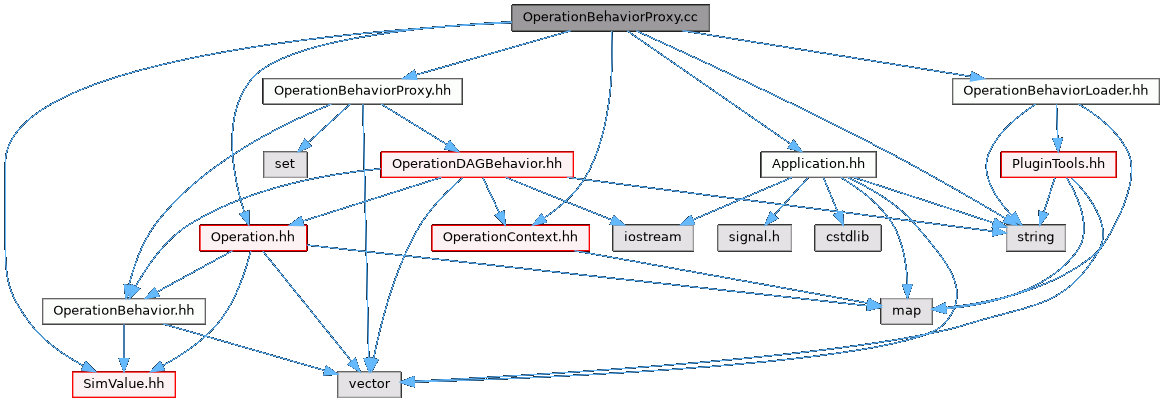 OperationBehaviorProxy.cc
OperationBehaviorProxy.hh
OperationBehaviorLoader.hh
set
OperationDAGBehavior.hh
Application.hh
PluginTools.hh
Operation.hh
OperationContext.hh
iostream
signal.h
cstdlib
string
OperationBehavior.hh
map
SimValue.hh
vector